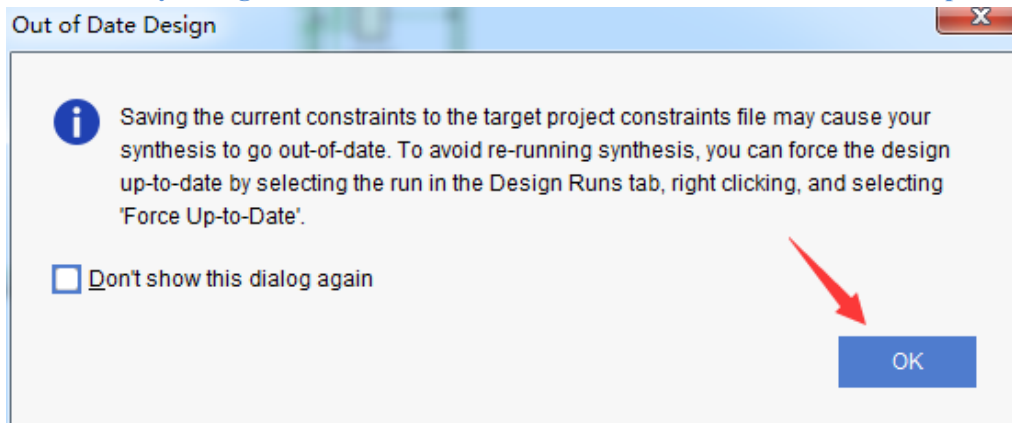 Out of Date Design
Saving the current constraints to the target project constraints file may cause your
synthesis to go out-of-date. To avoid re-running synthesis, you can force the design
up-to-date by selecting the run in the Design Runs tab, right clicking, and selecting
'Force Up-to-Date'.
Don't show this dialog again
OK